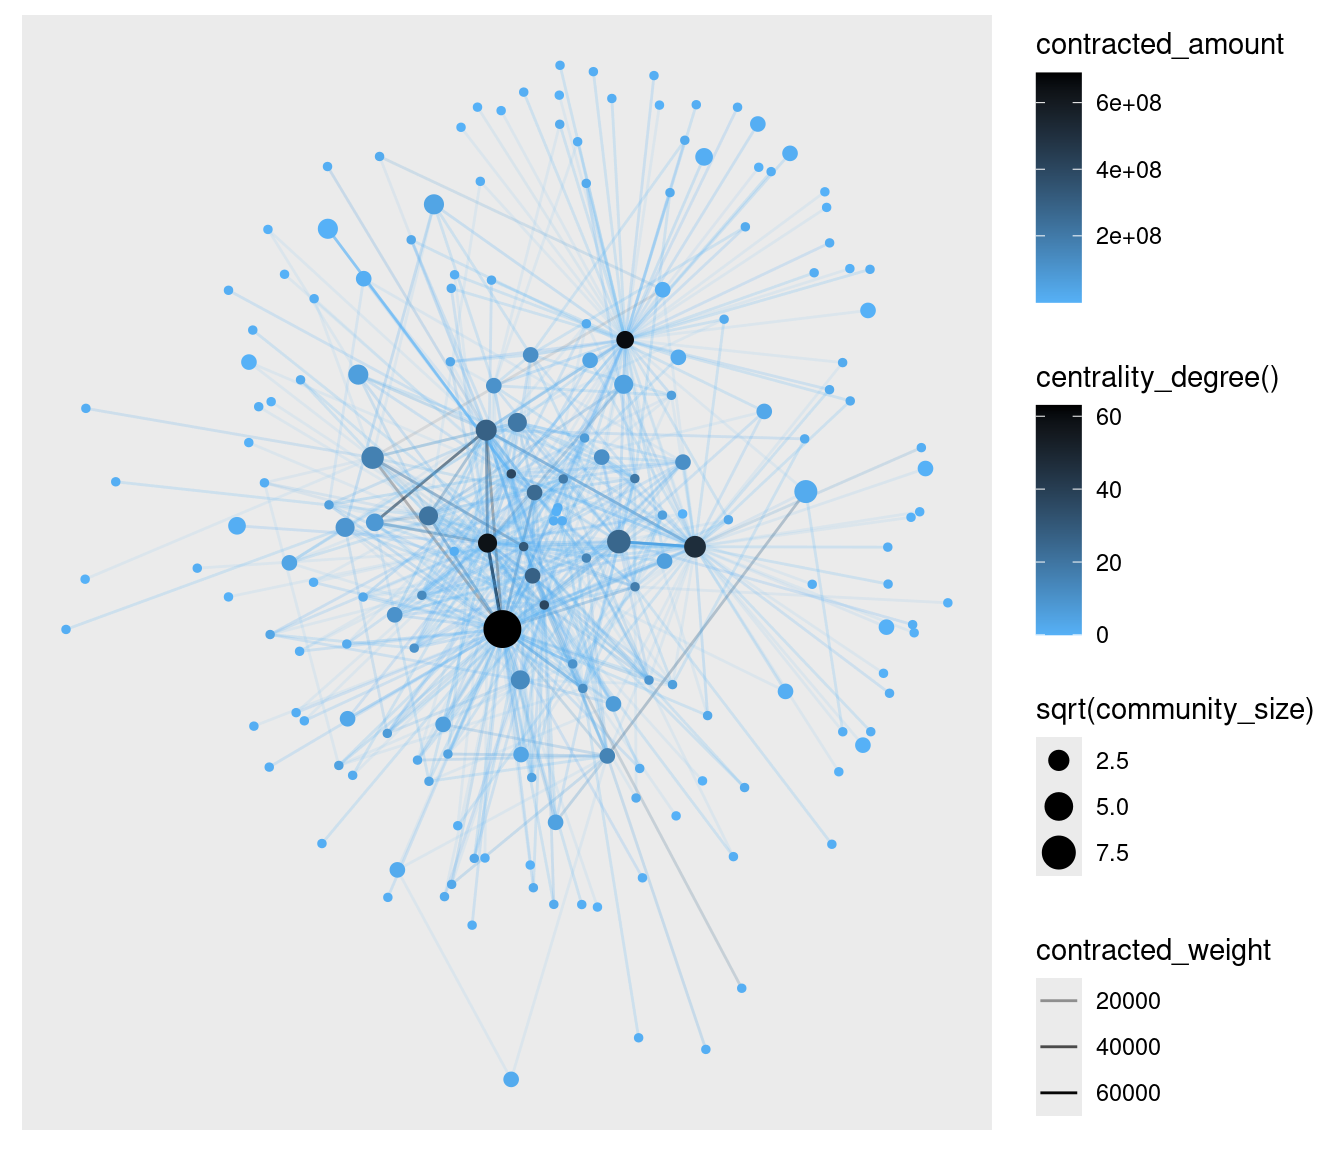 contracted_amount
6e+08
4e+08
2e+08
centrality_degree()
60
40
20
0
sqrt(community_size)
2.5
5.0
7.5
contracted_weight
20000
40000
60000